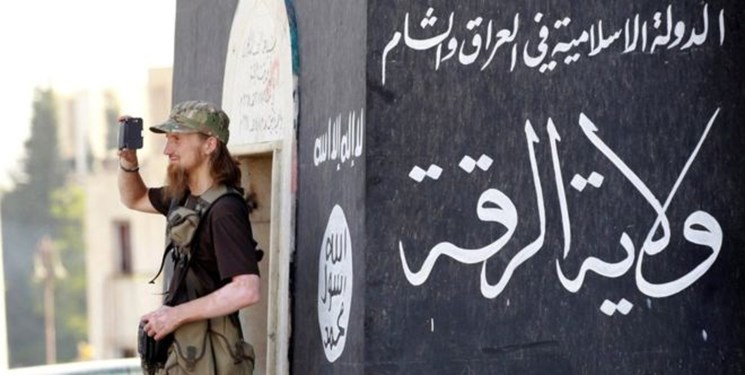 الدولة الاسلامية في العراق والشام
ولاية الرقة
لا إله إلا الله
الله
رسول
محمد